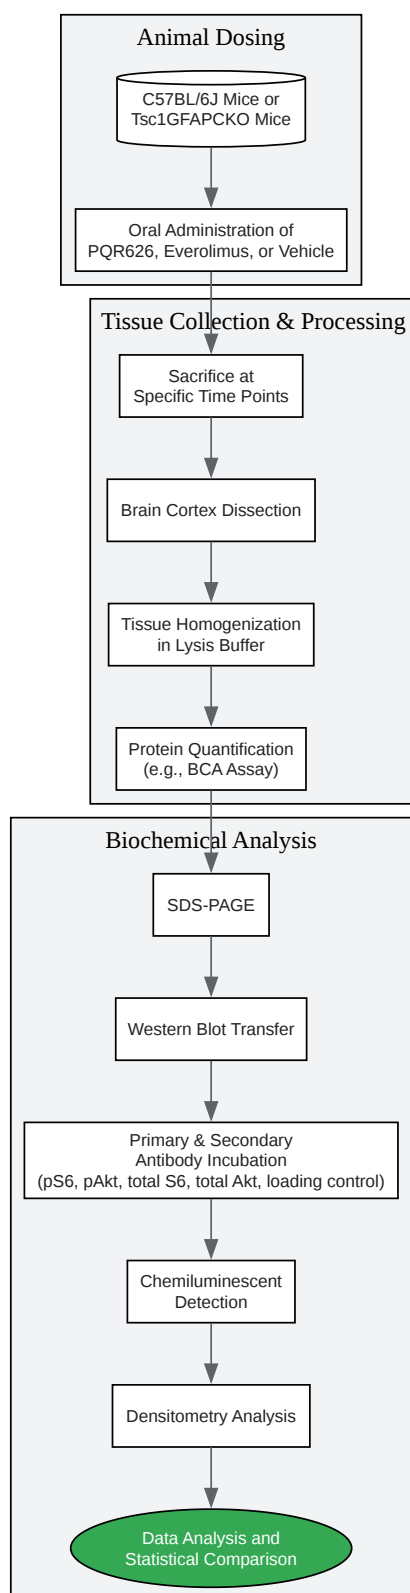 Animal Dosing
C57BL/6J Mice or
Tsc1GFAPCKO Mice
Oral Administration of
PQR626, Everolimus, or Vehicle
Tissue Collection & Processing
Sacrifice at
Specific Time Points
Brain Cortex Dissection
Tissue Homogenization
in Lysis Buffer
Protein Quantification
(e.g., BCA Assay)
Biochemical Analysis
SDS-PAGE
Western Blot Transfer
Primary & Secondary
Antibody Incubation
(pS6, pAkt, total S6, total Akt, loading control)
Chemiluminescent
Detection
Densitometry Analysis
Data Analysis and
Statistical Comparison